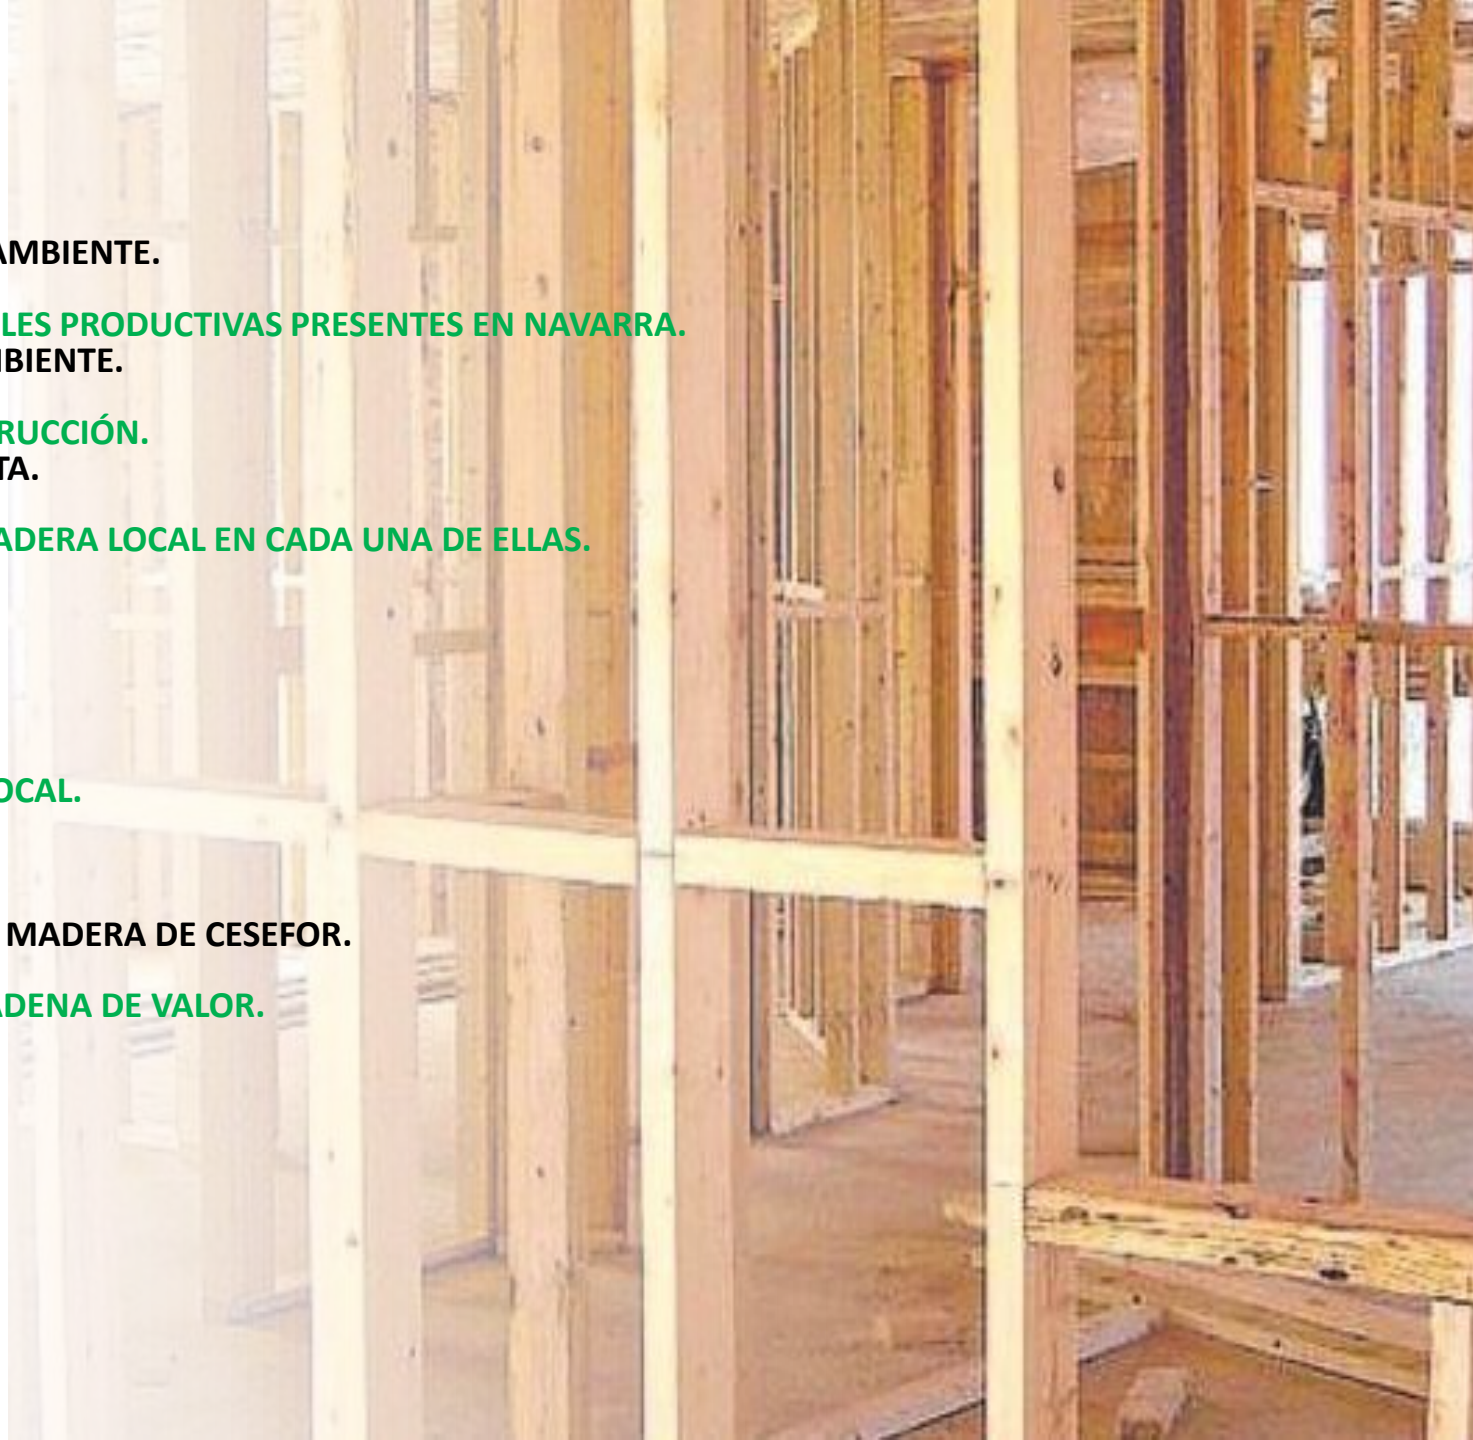 AMBIENTE.
LES PRODUCTIVAS PRESENTES EN NAVARRA.
MBIENTE.
RUCCIÓN.
TA.
ADERA LOCAL EN CADA UNA DE ELLAS.
OCAL.
MADERA DE CESEFOR.
ADENA DE VALOR.